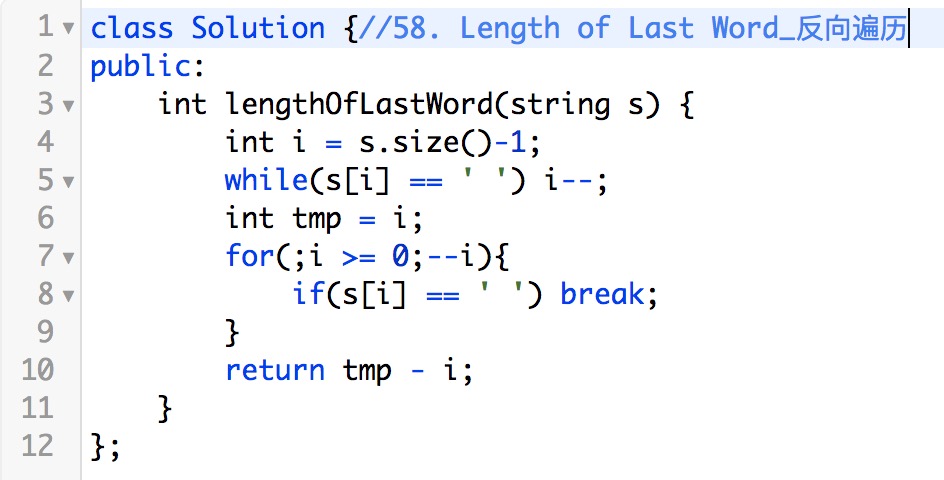 1 class Solution {//58. Length of Last Word_反向遍历
2 public:
3     int lengthOfLastWord(string s) {
4         int i = s.size()-1;
5         while(s[i] == ' ') i--;
6         int tmp = i;
7         for(;i >= 0;--i){
8             if(s[i] == ' ') break;
9         }
10         return tmp - i;
11     }
12 };